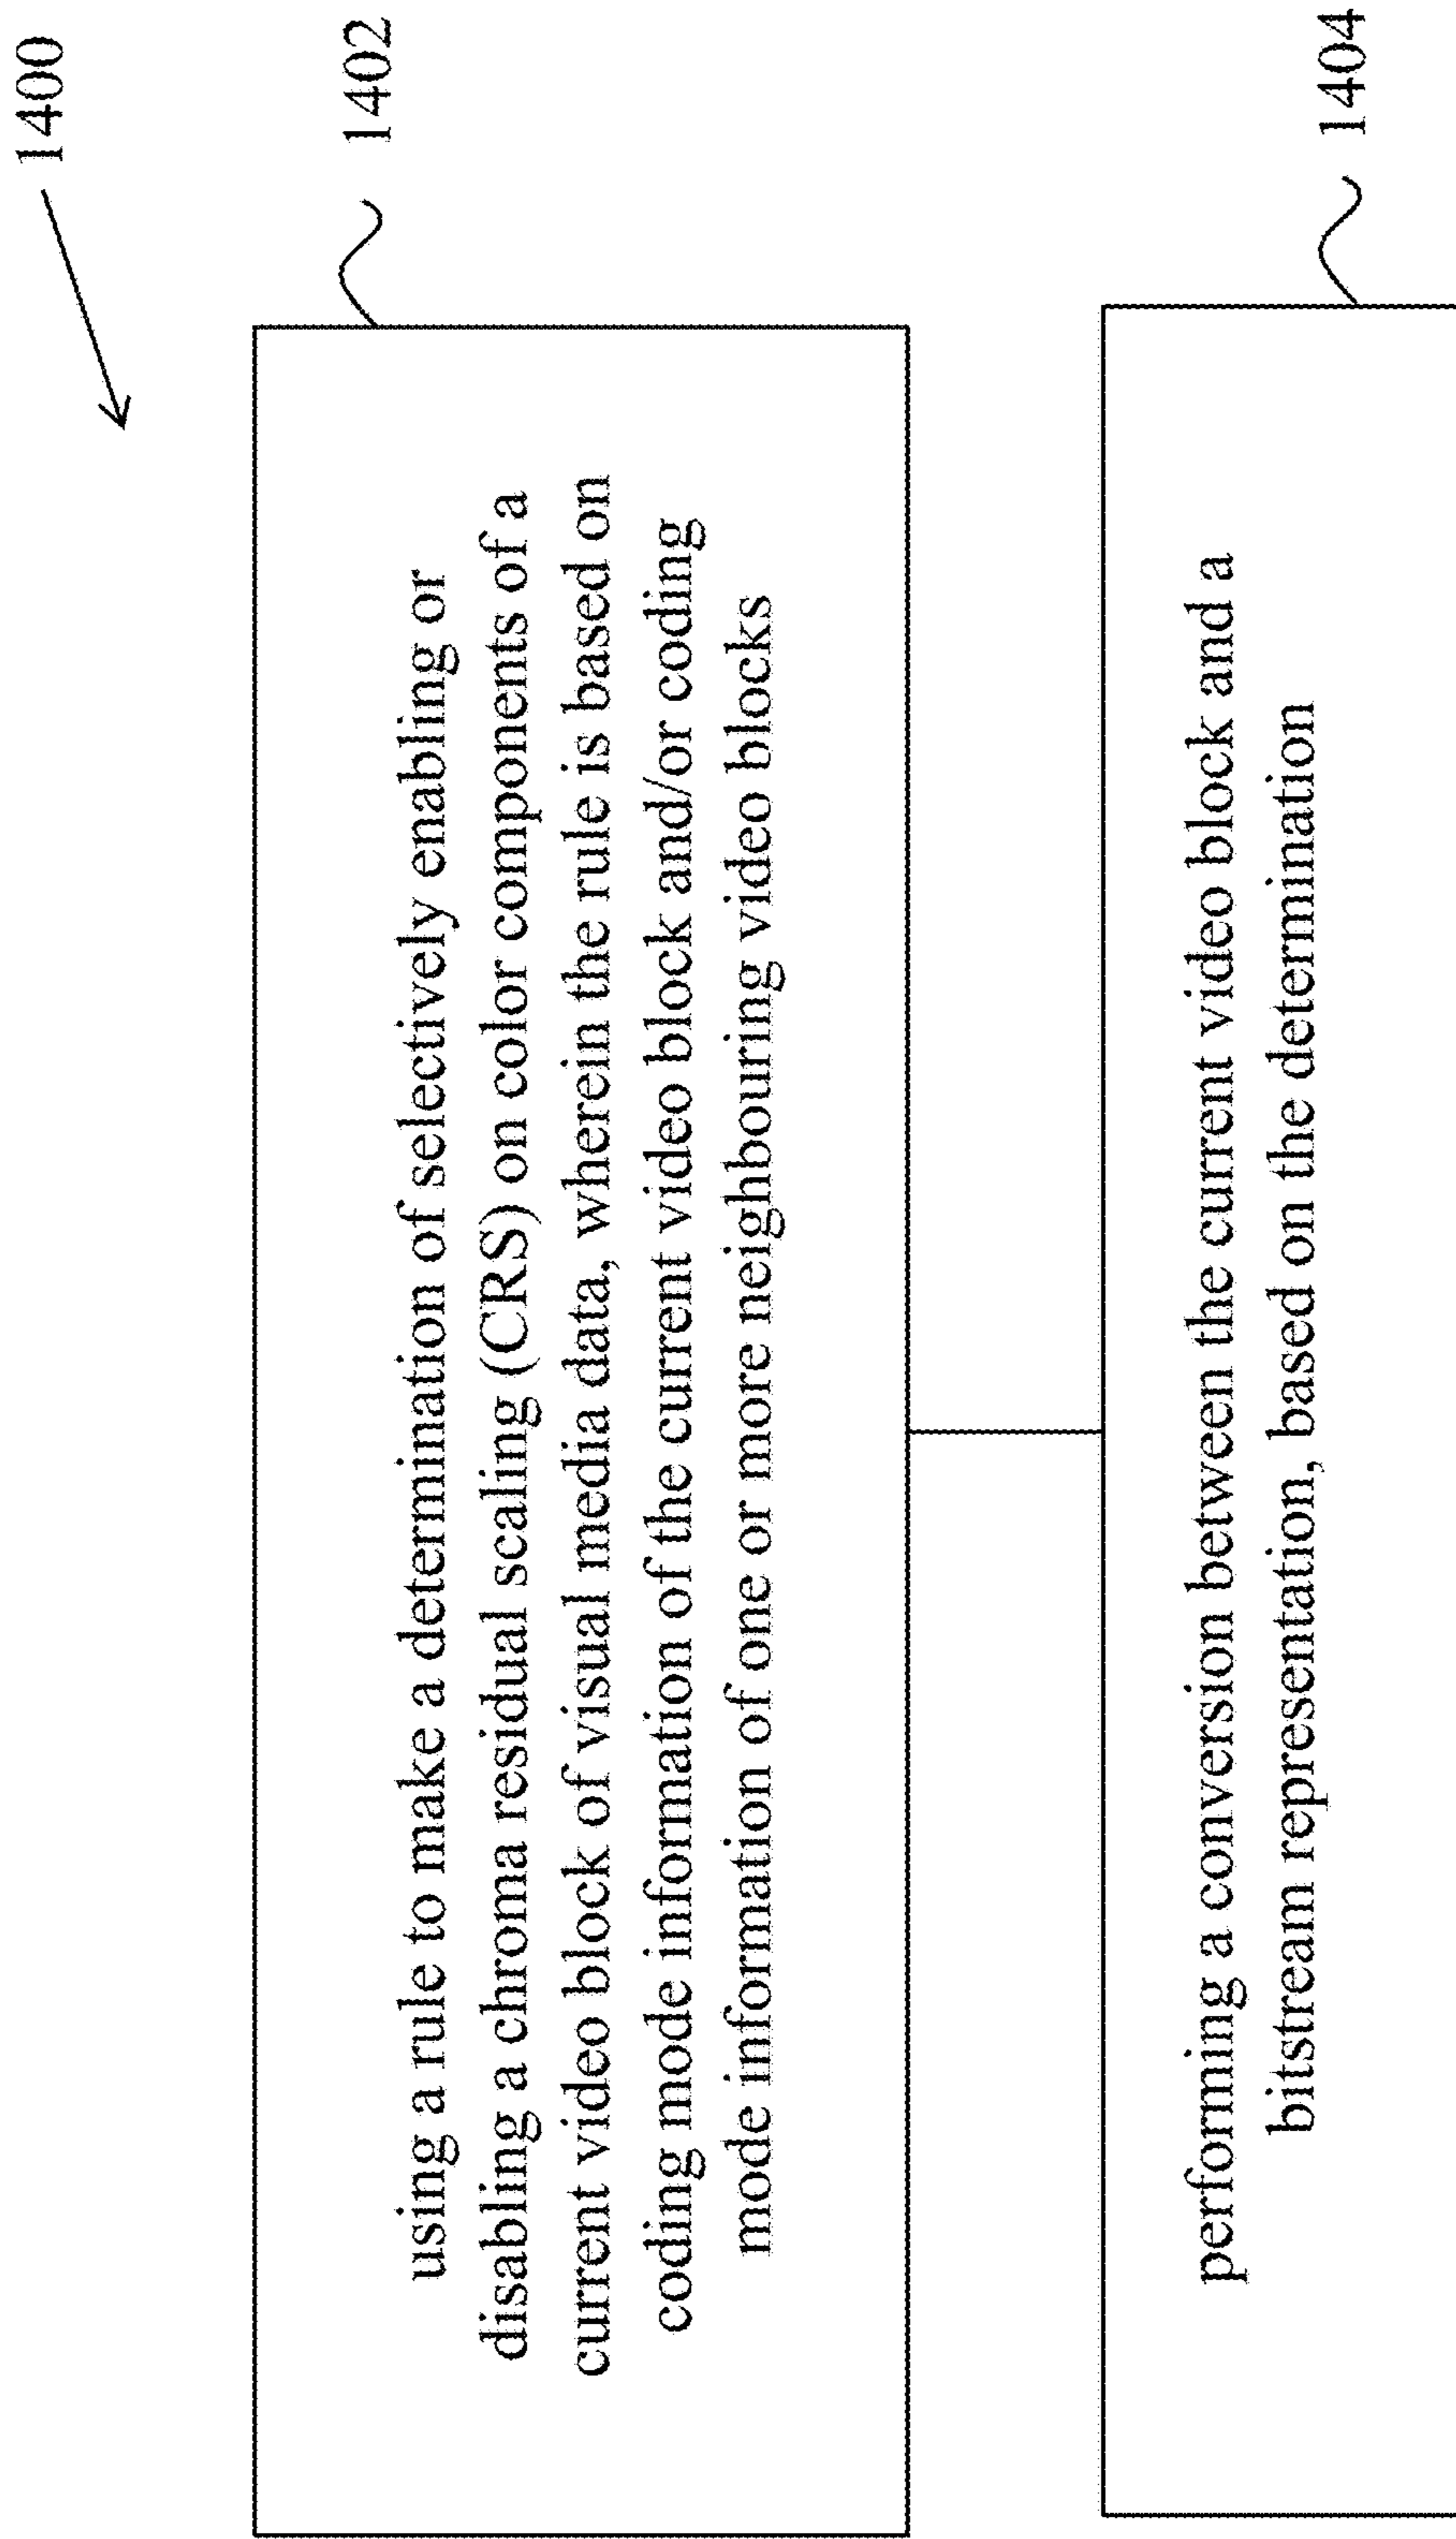 1400
1402
using a rule to make a determination of selectively enabling or
disabling a chroma residual scaling (CRS) on color components of a
current video block of visual media data, wherein the rule is based on
coding mode information of the current video block and/or coding
mode information of one or more neighbouring video blocks
1404
performing a conversion between the current video block and a
bitstream representation, based on the determination